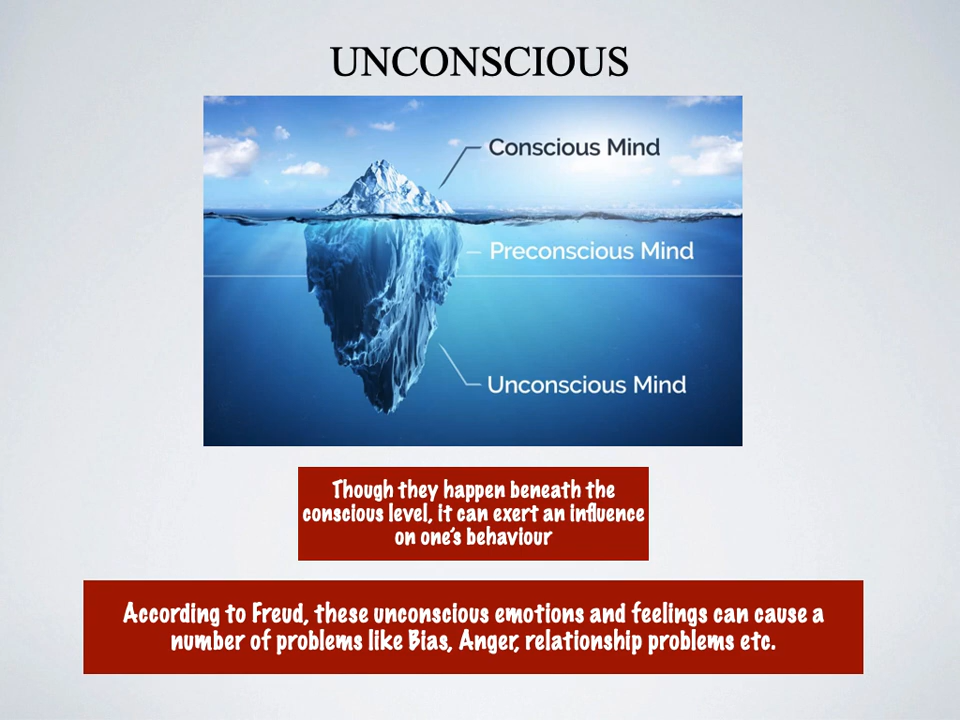 UNCONSCIOUS
Conscious Mind
Preconscious Mind
Unconscious Mind
Though they happen beneath the
conscious level, it can exert an influence
on one's behaviour
According to Freud, these unconscious emotions and feelings can cause a
number of problems like Bias, Anger, relationship problems etc.